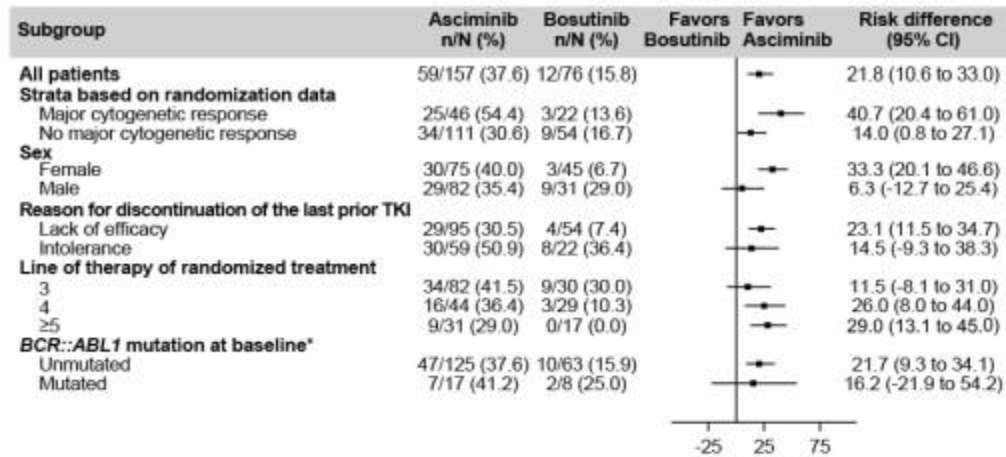 Subgroup Asciminib n/N (%) Bosutinib n/N (%) Favors Bosutinib Favors Asciminib Risk difference (95% CI)
All patients 59/157 (37.6) 12/76 (15.8) 21.8 (10.6 to 33.0)
Strata based on randomization data
Major cytogenetic response 25/46 (54.4) 3/22 (13.6) 40.7 (20.4 to 61.0)
No major cytogenetic response 34/111 (30.6) 9/54 (16.7) 14.0 (0.8 to 27.1)
Sex
Female 30/75 (40.0) 3/45 (6.7) 33.3 (20.1 to 46.6)
Male 29/82 (35.4) 9/31 (29.0) 6.3 (-12.7 to 25.4)
Reason for discontinuation of the last prior TKI
Lack of efficacy 29/95 (30.5) 4/54 (7.4) 23.1 (11.5 to 34.7)
Intolerance 30/59 (50.9) 8/22 (36.4) 14.5 (-9.3 to 38.3)
Line of therapy of randomized treatment
3 34/82 (41.5) 9/30 (30.0) 11.5 (-8.1 to 31.0)
4 16/44 (36.4) 3/29 (10.3) 26.0 (8.0 to 44.0)
≥5 9/31 (29.0) 0/17 (0.0) 29.0 (13.1 to 45.0)
BCR::ABL1 mutation at baseline*
Unmutated 47/125 (37.6) 10/63 (15.9) 21.7 (9.3 to 34.1)
Mutated 7/17 (41.2) 2/8 (25.0) 16.2 (-21.9 to 54.2)
-25 25 75